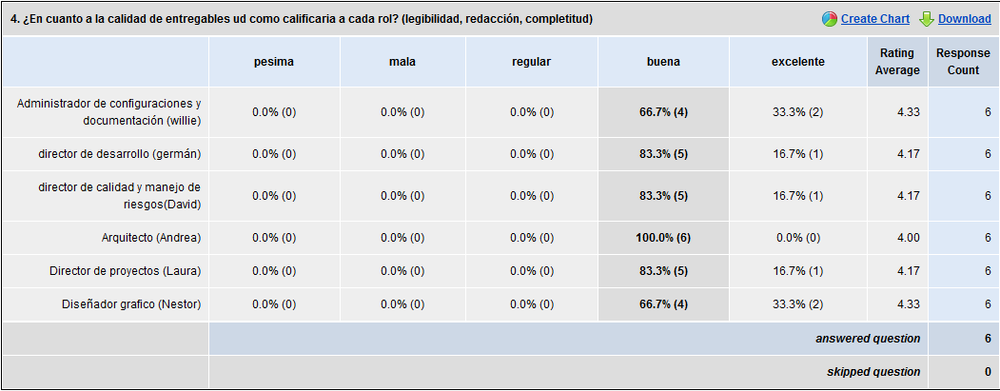 4. ¿En cuanto a la calidad de entregables ud como calificaria a cada rol? (legibilidad, redacción, completitud) Create Chart Download
pesima mala regular buena excelente Rating Average Response Count
Administrador de configuraciones y documentación (willie) 0.0% (0) 0.0% (0) 0.0% (0) 66.7% (4) 33.3% (2) 4.33 6
director de desarrollo (germán) 0.0% (0) 0.0% (0) 0.0% (0) 83.3% (5) 16.7% (1) 4.17 6
director de calidad y manejo de riesgos(David) 0.0% (0) 0.0% (0) 0.0% (0) 83.3% (5) 16.7% (1) 4.17 6
Arquitecto (Andrea) 0.0% (0) 0.0% (0) 0.0% (0) 100.0% (6) 0.0% (0) 4.00 6
Director de proyectos (Laura) 0.0% (0) 0.0% (0) 0.0% (0) 83.3% (5) 16.7% (1) 4.17 6
Diseñador grafico (Nestor) 0.0% (0) 0.0% (0) 0.0% (0) 66.7% (4) 33.3% (2) 4.33 6
answered question 6
skipped question 0